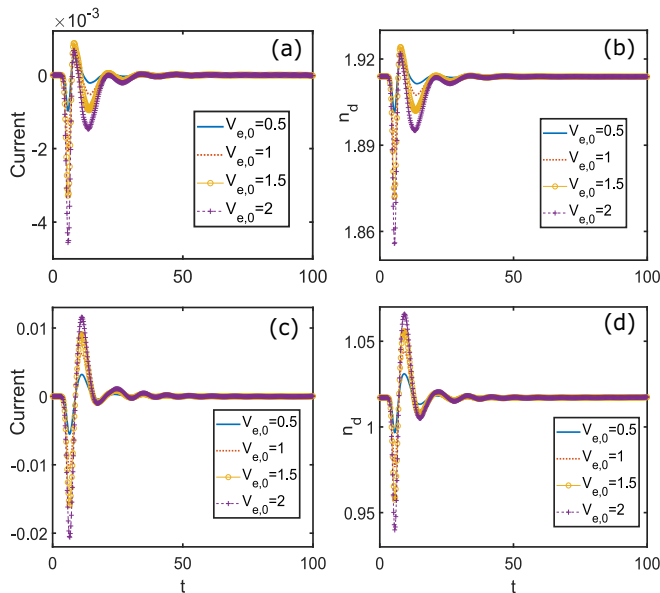 ×10⁻³
(a)
0
-2
-4
Current
V_e,0=0.5
V_e,0=1
V_e,0=1.5
V_e,0=2
0
50
100
(b)
1.92
1.89
1.86
n_d
V_e,0=0.5
V_e,0=1
V_e,0=1.5
V_e,0=2
0
50
100
(c)
0.01
0
-0.01
-0.02
Current
V_e,0=0.5
V_e,0=1
V_e,0=1.5
V_e,0=2
0
50
100
t
(d)
1.05
1
0.95
n_d
V_e,0=0.5
V_e,0=1
V_e,0=1.5
V_e,0=2
0
50
100
t